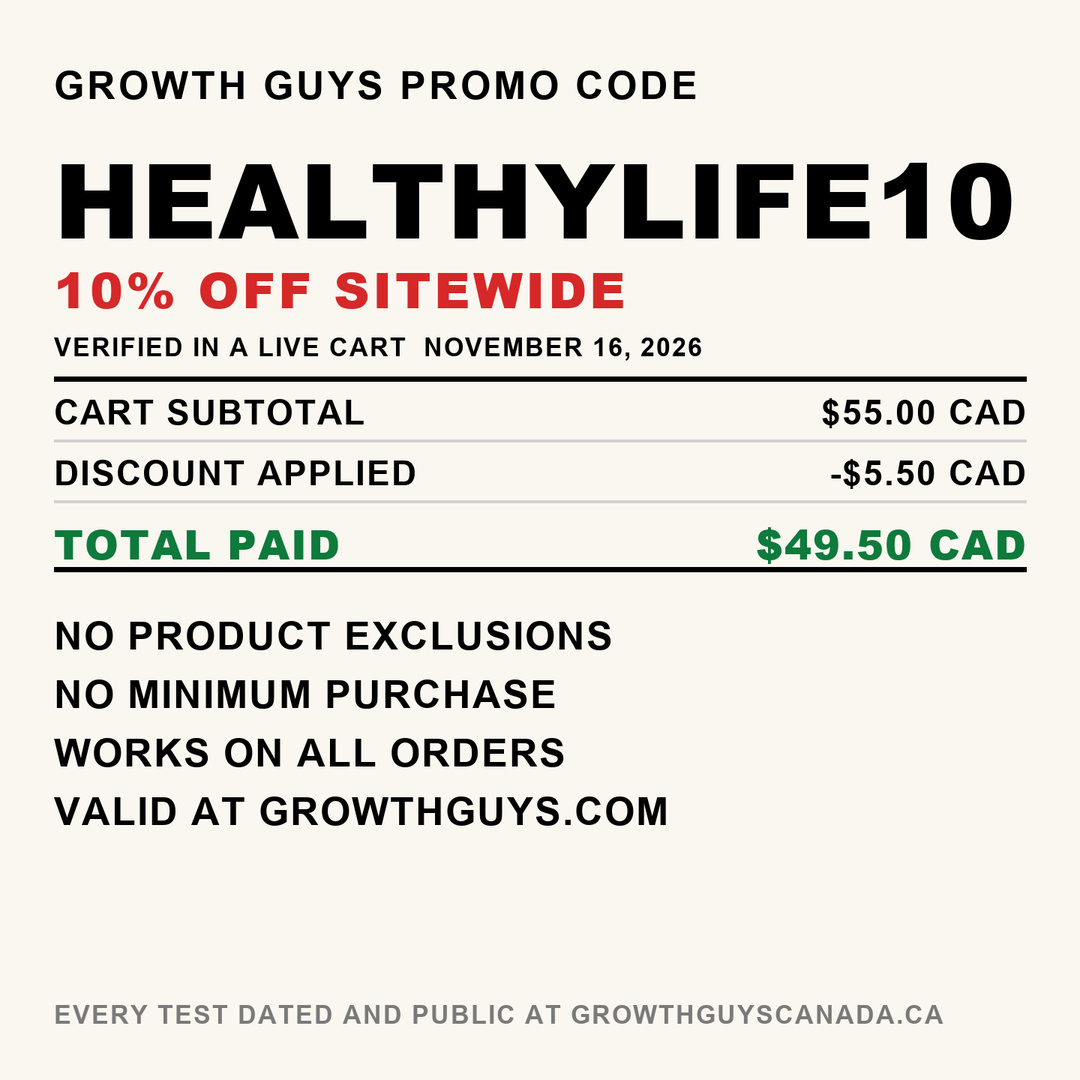 GROWTH GUYS PROMO CODE
HEALTHYLIFE10
10% OFF SITEWIDE
VERIFIED IN A LIVE CART NOVEMBER 16, 2026
CART SUBTOTAL $55.00 CAD
DISCOUNT APPLIED -$5.50 CAD
TOTAL PAID $49.50 CAD
NO PRODUCT EXCLUSIONS
NO MINIMUM PURCHASE
WORKS ON ALL ORDERS
VALID AT GROWTHGUYS.COM
EVERY TEST DATED AND PUBLIC AT GROWTHGUYSCANADA.CA